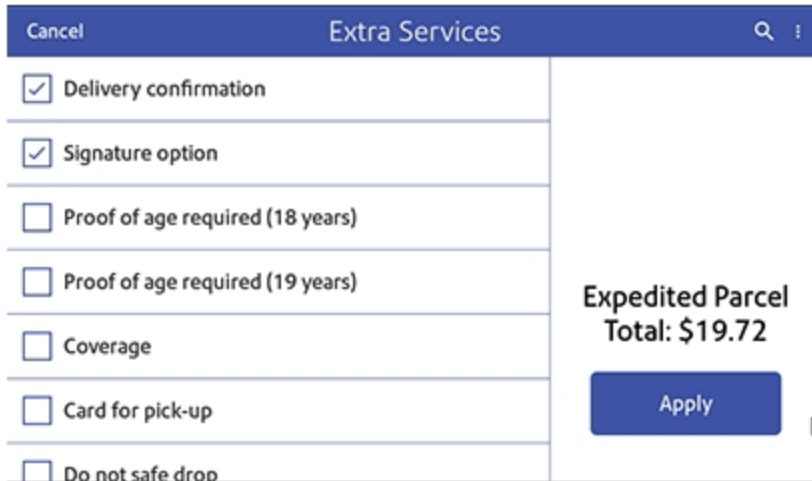 Cancel
Extra Services
Delivery confirmation
Signature option
Proof of age required (18 years)
Proof of age required (19 years)
Coverage
Card for pick-up
Do not safe drop
Expedited Parcel
Total: $19.72
Apply